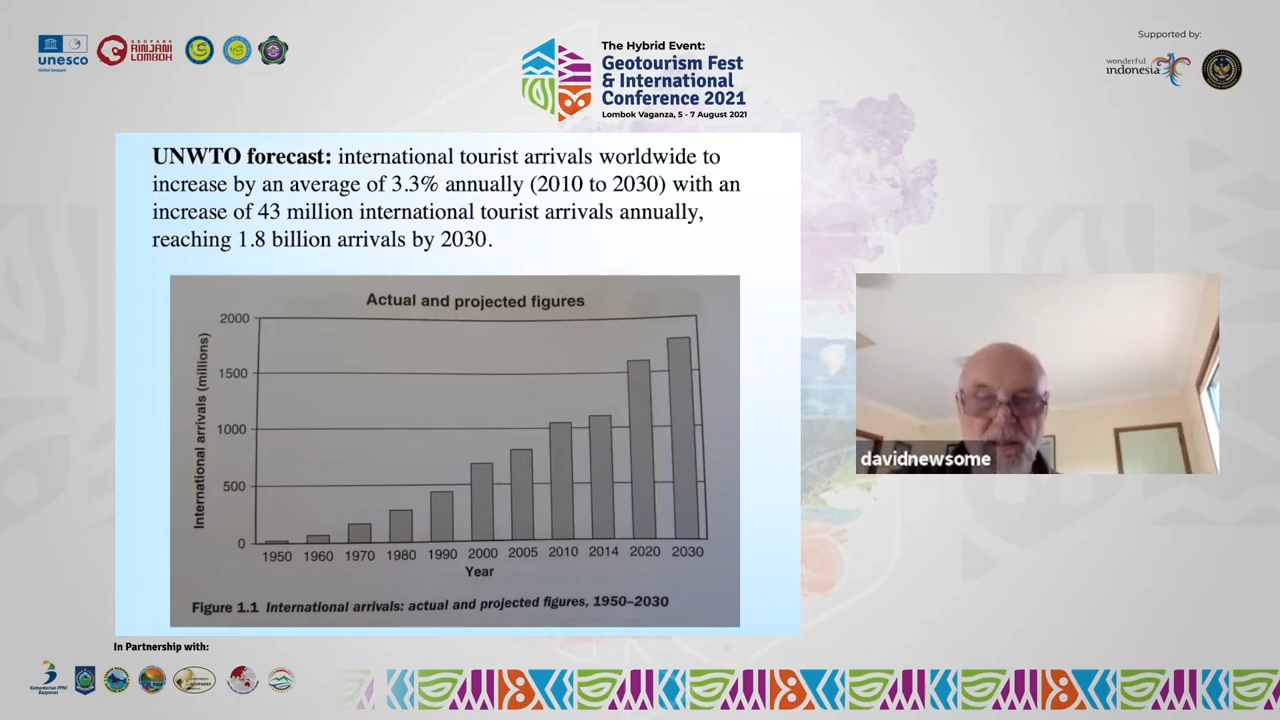 unesco
Global Geopark
GEOPARK
RINJANI
LOMBOK
The Hybrid Event:
Geotourism Fest
& International
Conference 2021
Lombok Vaganza, 5 - 7 August 2021
Supported by:
wonderful
indonesia
UNWTO forecast: international tourist arrivals worldwide to
increase by an average of 3.3% annually (2010 to 2030) with an
increase of 43 million international tourist arrivals annually,
reaching 1.8 billion arrivals by 2030.
Actual and projected figures
International arrivals (millions)
2000
1500
1000
500
0
1950 1960 1970 1980 1990 2000 2005 2010 2014 2020 2030
Year
Figure 1.1 International arrivals: actual and projected figures, 1950–2030
davidnewsome
In Partnership with:
Kementerian PPN/
Bappenas